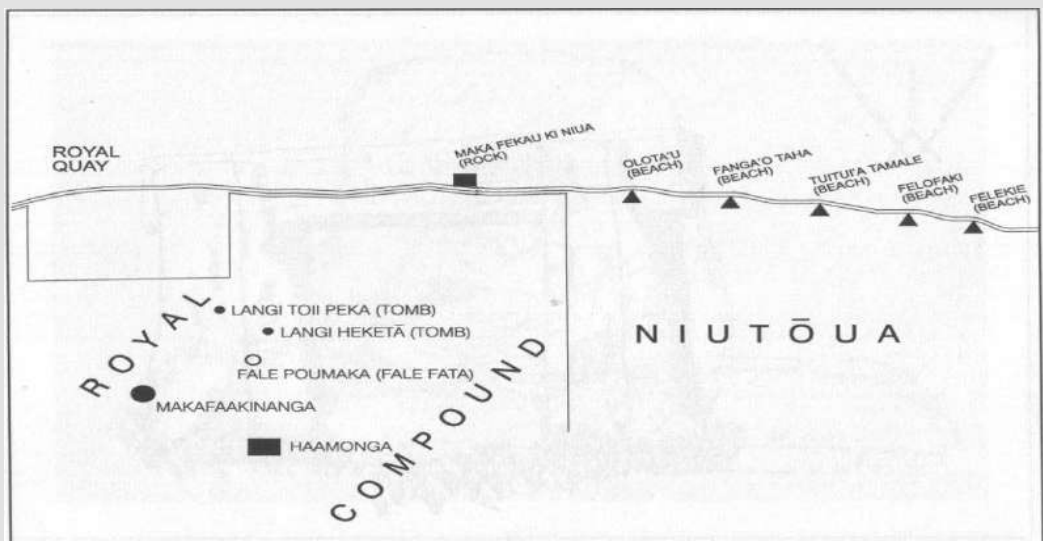 ROYAL
QUAY
MAKA FEKAU KI NIUA
(ROCK)
OLOTA'U
(BEACH)
FANGA'O TAHA
(BEACH)
TUITUI'A TAMALE
(BEACH)
FELOFAKI
(BEACH)
FELEKIE
(BEACH)
ROYAL
LANGI TOII PEKA (TOMB)
LANGI HEKETĀ (TOMB)
FALE POUMAKA (FALE FATA)
MAKAFAAKINANGA
HAAMONGA
COMPOUND
NIUTŌUA